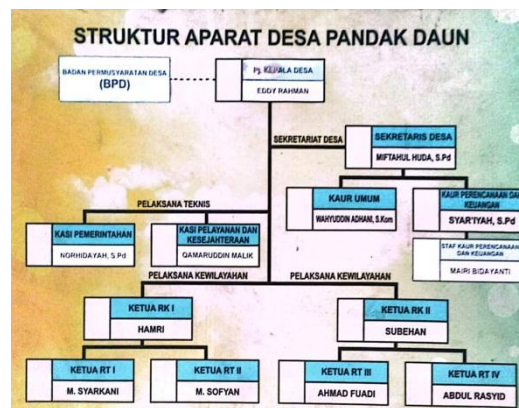 STRUKTUR APARAT DESA PANDAK DAUN
BADAN PERMUSYARATAN DESA
(BPD)
Pj. KEPALA DESA
EDDY RAHMAN
SEKRETARIAT DESA
SEKRETARIS DESA
MIFTAHUL HUDA, S.Pd
KAUR UMUM
WAHYUDDIN ADHANI, S.Kom
KAUR PERENCANAAN DAN
KEUANGAN
SYAR'IYAH, S.Pd
STAF KAUR PERENCANAAN
DAN KEUANGAN
MAIRI BIDAYANTI
PELAKSANA TEKNIS
KASI PEMERINTAHAN
NORHIDAYAH, S.Pd
KASI PELAYANAN DAN
KESEJAHTERAAN
QAMARUDDIN MALIK
PELAKSANA KEWILAYAHAN
PELAKSANA KEWILAYAHAN
KETUA RK I
HAMRI
KETUA RK II
SUBEHAN
KETUA RT I
M. SYARKANI
KETUA RT II
M. SOFYAN
KETUA RT III
AHMAD FUADI
KETUA RT IV
ABDUL RASYID